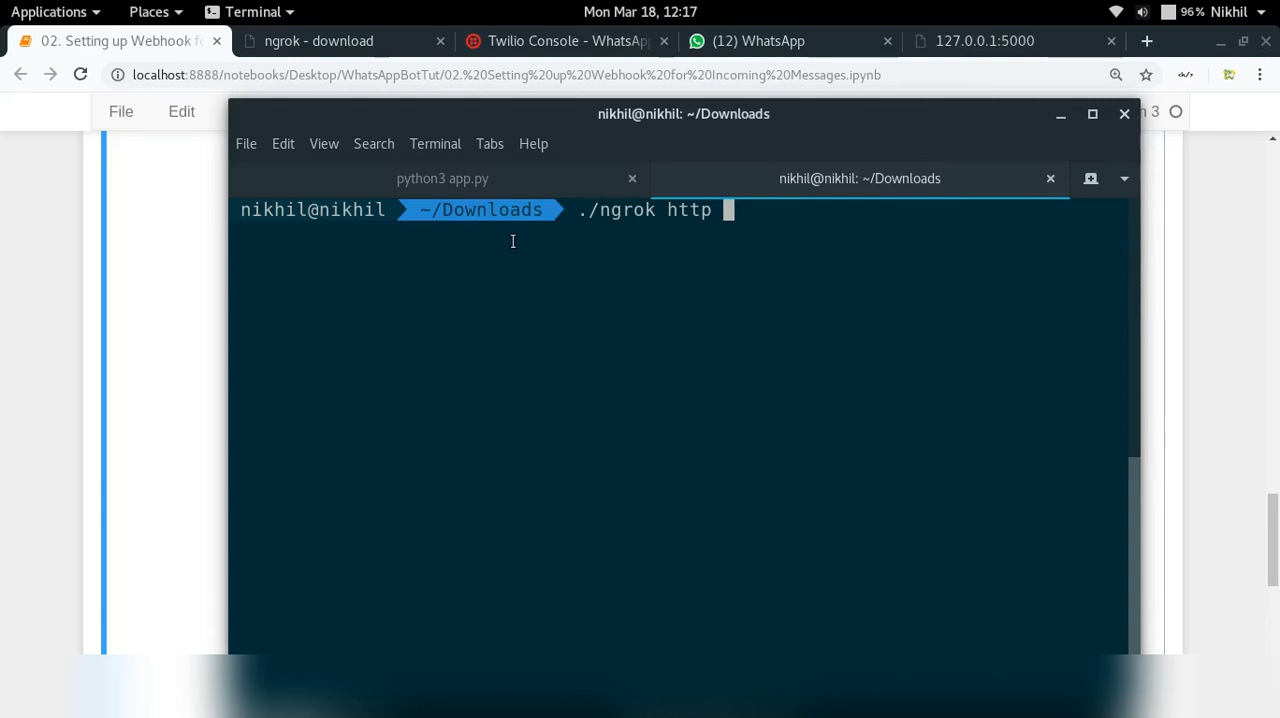 Applications Places Terminal Mon Mar 18, 12:17 96% Nikhil
02. Setting up Webhook fo ngrok - download Twilio Console - WhatsAp (12) WhatsApp 127.0.0.1:5000
localhost:8888/notebooks/Desktop/WhatsAppBotTut/02.%20Setting%20up%20Webhook%20for%20Incoming%20Messages.ipynb
File Edit 3
nikhil@nikhil: ~/Downloads
File Edit View Search Terminal Tabs Help
python3 app.py nikhil@nikhil: ~/Downloads
nikhil@nikhil ~/Downloads ./ngrok http